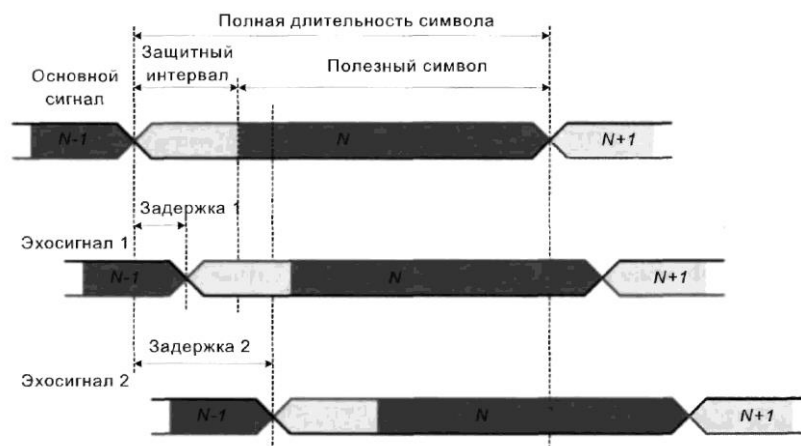 Полная длительность символа
Защитный интервал
Полезный символ
Основной сигнал
N-1
N
N+1
Задержка 1
Эхосигнал 1
N-1
N
N+1
Задержка 2
Эхосигнал 2
N-1
N
N+1